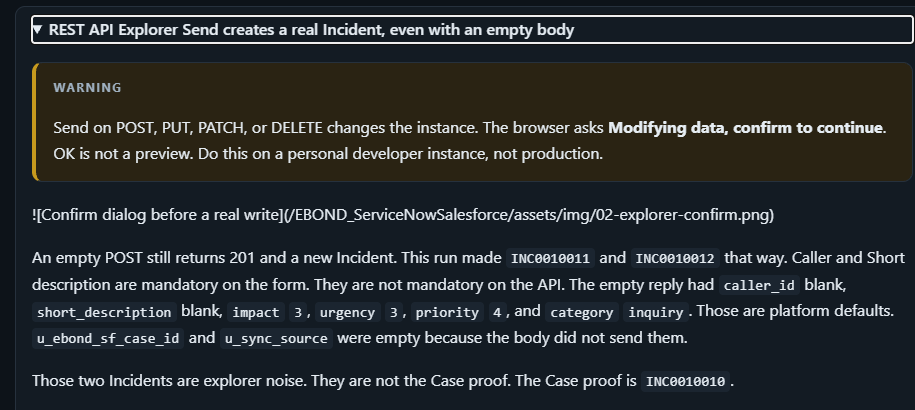 ▼ REST API Explorer Send creates a real Incident, even with an empty body
WARNING
Send on POST, PUT, PATCH, or DELETE changes the instance. The browser asks Modifying data, confirm to continue.
OK is not a preview. Do this on a personal developer instance, not production.
![Confirm dialog before a real write](/EBOND_ServiceNowSalesforce/assets/img/02-explorer-confirm.png)
An empty POST still returns 201 and a new Incident. This run made INC0010011 and INC0010012 that way. Caller and Short
description are mandatory on the form. They are not mandatory on the API. The empty reply had caller_id blank,
short_description blank, impact 3, urgency 3, priority 4, and category inquiry. Those are platform defaults.
u_ebond_sf_case_id and u_sync_source were empty because the body did not send them.
Those two Incidents are explorer noise. They are not the Case proof. The Case proof is INC0010010.